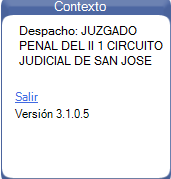 Contexto
Despacho: JUZGADO
PENAL DEL II 1 CIRCUITO
JUDICIAL DE SAN JOSE
Salir
Versión 3.1.0.5